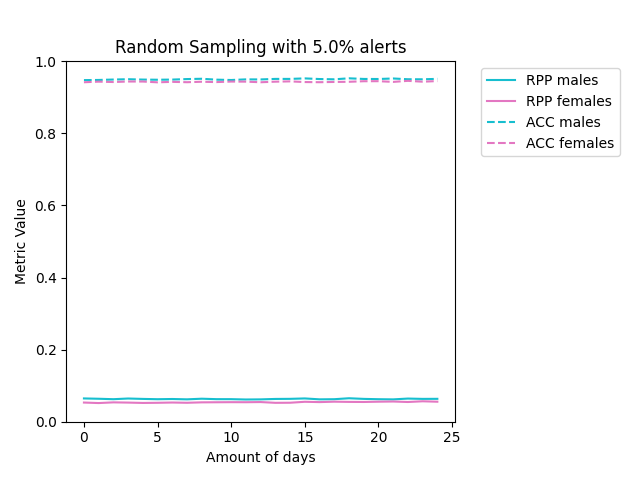 Random Sampling with 5.0% alerts
1.0
0.8
0.6
0.4
0.2
0.0
Metric Value
0 5 10 15 20 25
Amount of days
RPP males
RPP females
ACC males
ACC females